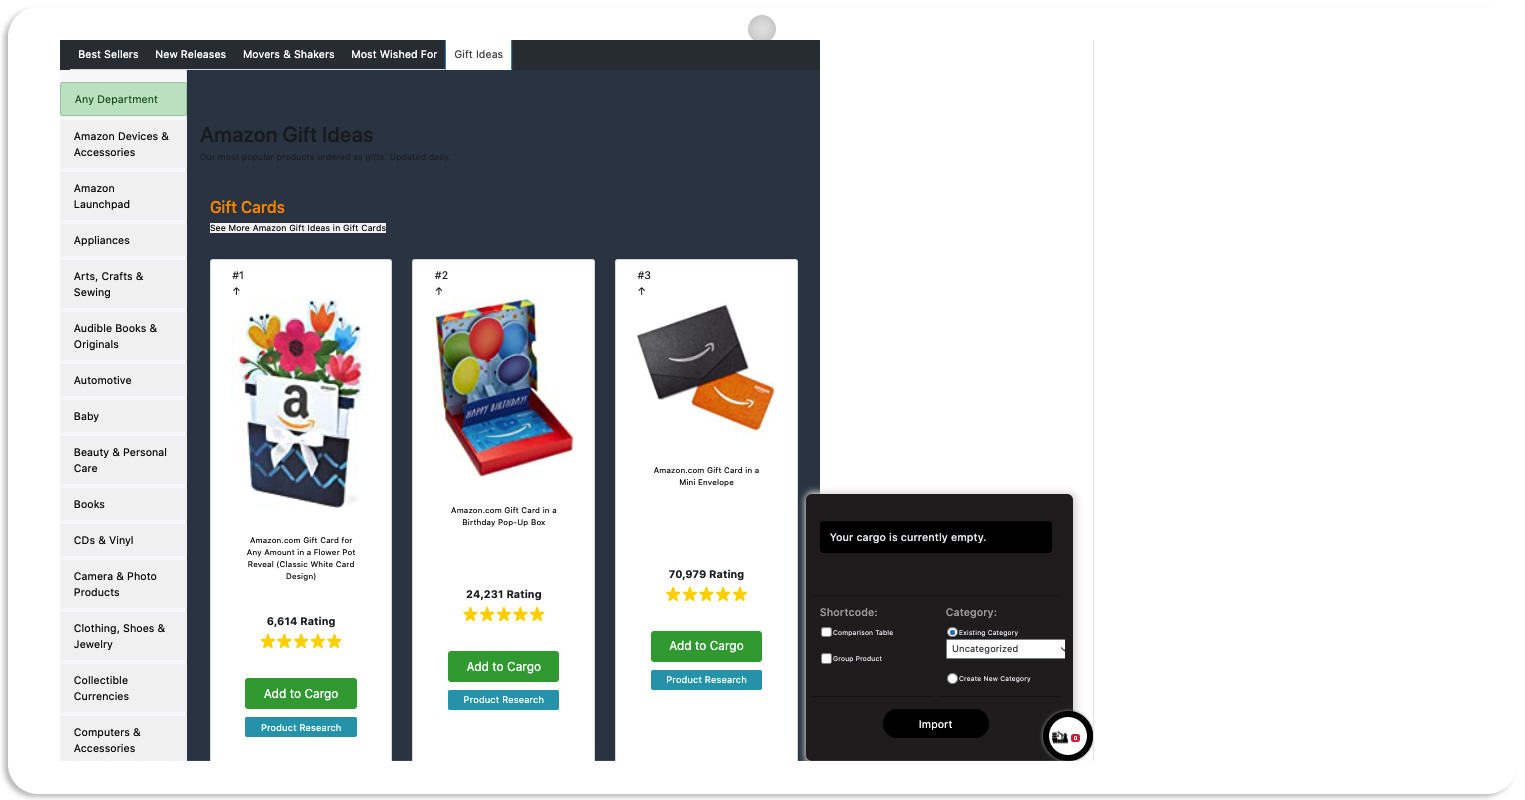 Best Sellers New Releases Movers & Shakers Most Wished For Gift Ideas
Any Department
Amazon Devices &
Accessories
Amazon
Launchpad
Appliances
Arts, Crafts &
Sewing
Audible Books &
Originals
Automotive
Baby
Beauty & Personal
Care
Books
CDs & Vinyl
Camera & Photo
Products
Clothing, Shoes &
Jewelry
Collectible
Currencies
Computers &
Accessories
Amazon Gift Ideas
Our most popular products ordered as gifts. Updated daily.
Gift Cards
See More Amazon Gift Ideas in Gift Cards
#1
↑
amazon
a
Amazon.com Gift Card for
Any Amount in a Flower Pot
Reveal (Classic White Card
Design)
6,614 Rating
Add to Cargo
Product Research
#2
↑
HAPPY BIRTHDAY!
Amazon.com Gift Card in a
Birthday Pop-Up Box
24,231 Rating
Add to Cargo
Product Research
#3
↑
Amazon.com Gift Card in a
Mini Envelope
70,979 Rating
Add to Cargo
Product Research
Your cargo is currently empty.
Shortcode:
Comparison Table
Group Product
Category:
Existing Category
Uncategorized
Create New Category
Import
0